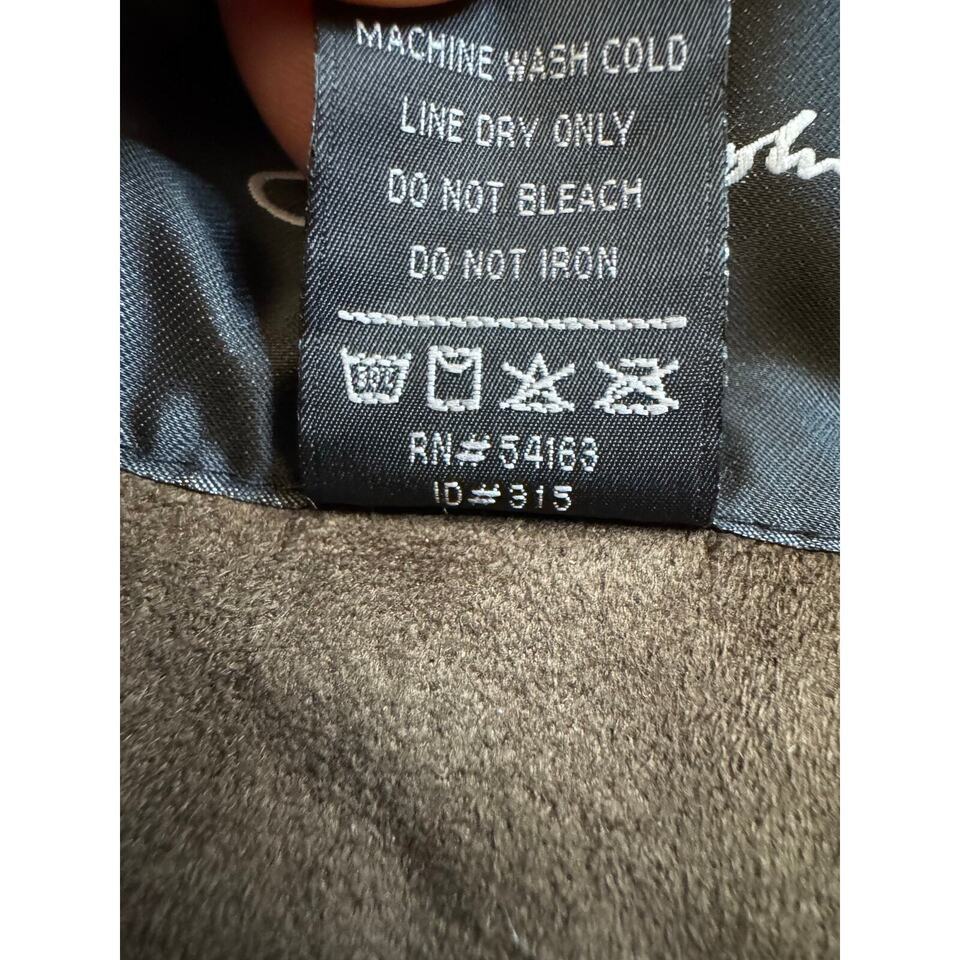 MACHINE WASH COLD
LINE DRY ONLY
DO NOT BLEACH
DO NOT IRON
RN# 54163
ID# 315